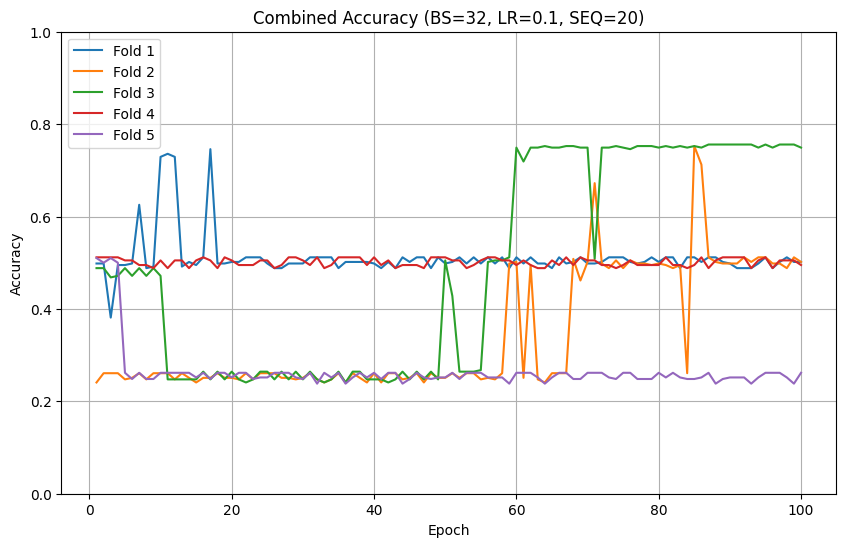 Combined Accuracy (BS=32, LR=0.1, SEQ=20)
Fold 1
Fold 2
Fold 3
Fold 4
Fold 5
Accuracy
1.0
0.8
0.6
0.4
0.2
0.0
0 20 40 60 80 100
Epoch